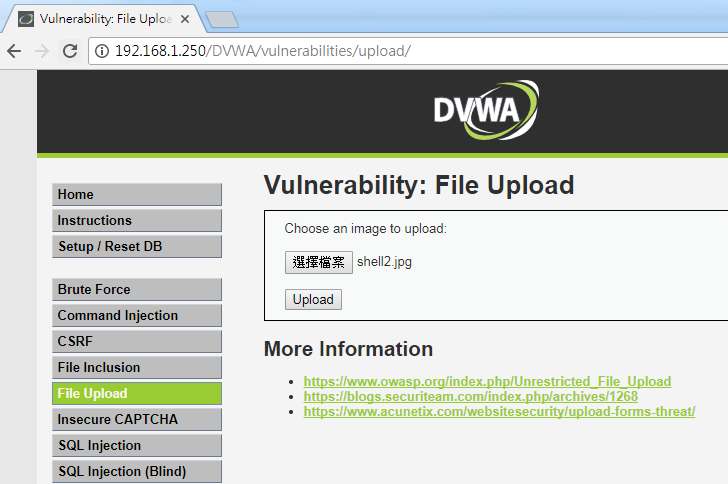 Vulnerability: File Uploa
192.168.1.250/DVWA/vulnerabilities/upload/
DVWA
Home
Instructions
Setup / Reset DB
Brute Force
Command Injection
CSRF
File Inclusion
File Upload
Insecure CAPTCHA
SQL Injection
SQL Injection (Blind)
Vulnerability: File Upload
Choose an image to upload:
選擇檔案 shell2.jpg
Upload
More Information
https://www.owasp.org/index.php/Unrestricted_File_Upload
https://blogs.securiteam.com/index.php/archives/1268
https://www.acunetix.com/websitesecurity/upload-forms-threat/